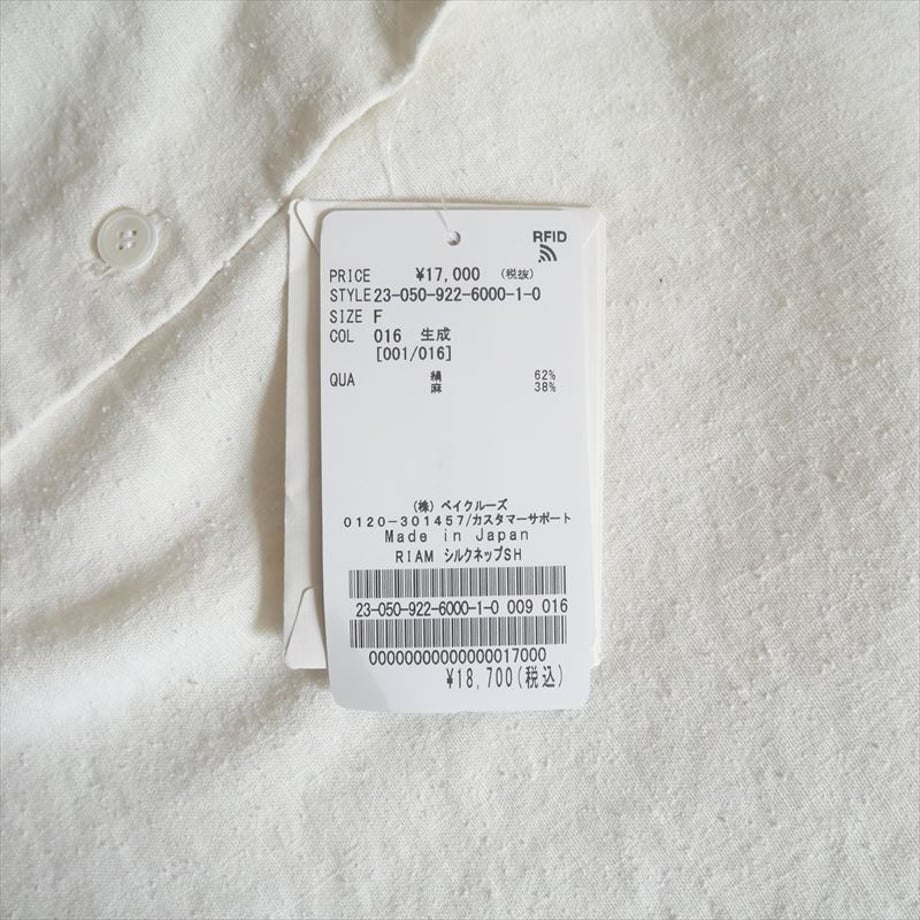 RFID
PRICE ¥17,000 (税抜)
STYLE 23-050-922-6000-1-0
SIZE F
COL 016 生成
[001/016]
QUA 絹 62%
麻 38%
(株) ベイクルーズ
0120-301457/カスタマーサポート
Made in Japan
RIAM シルクネップSH
23-050-922-6000-1-0 009 016
00000000000000017000
¥18,700(税込)